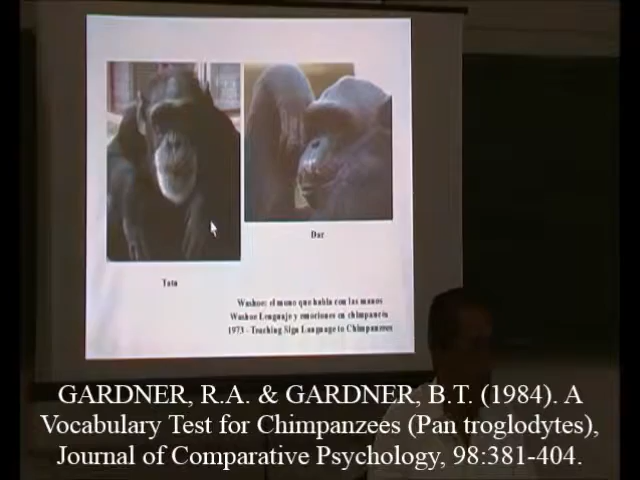 Dar
Tatu
Washoe: el mono que habla con las manos
Washoe Lenguaje y emociones en chimpancés
1973 - Teaching Sign Language to Chimpanzees
GARDNER, R.A. & GARDNER, B.T. (1984). A
Vocabulary Test for Chimpanzees (Pan troglodytes),
Journal of Comparative Psychology, 98:381-404.